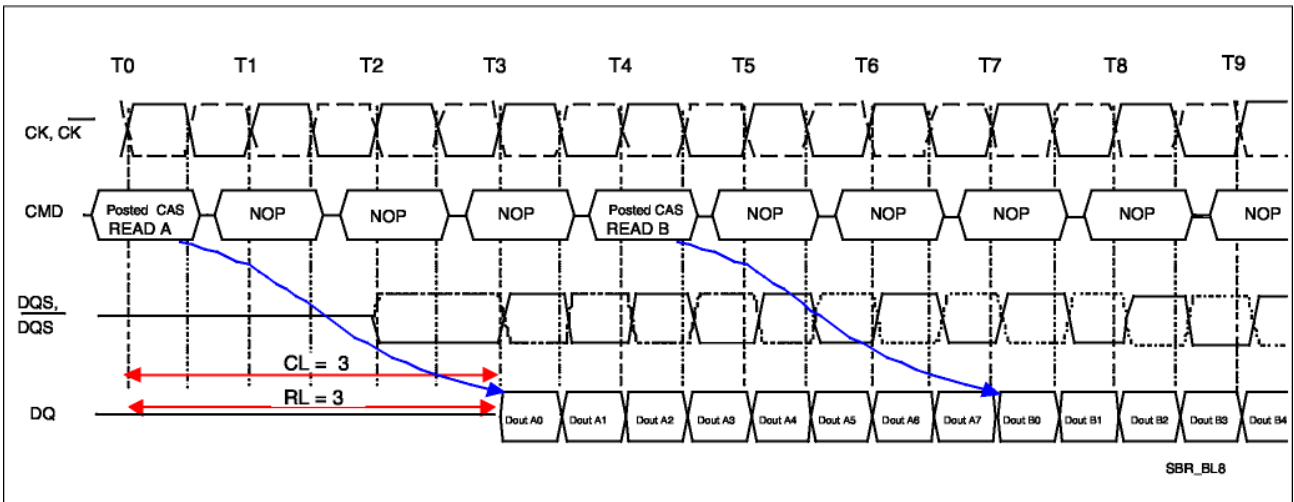 T0 T1 T2 T3 T4 T5 T6 T7 T8 T9
CK, CK
CMD
Posted CAS
READ A
NOP
NOP
NOP
Posted CAS
READ B
NOP
NOP
NOP
NOP
NOP
DQS,
DQS
CL = 3
RL = 3
DQ
Dout A0 Dout A1 Dout A2 Dout A3 Dout A4 Dout A5 Dout A6 Dout A7 Dout B0 Dout B1 Dout B2 Dout B3 Dout B4
SBR_BL8